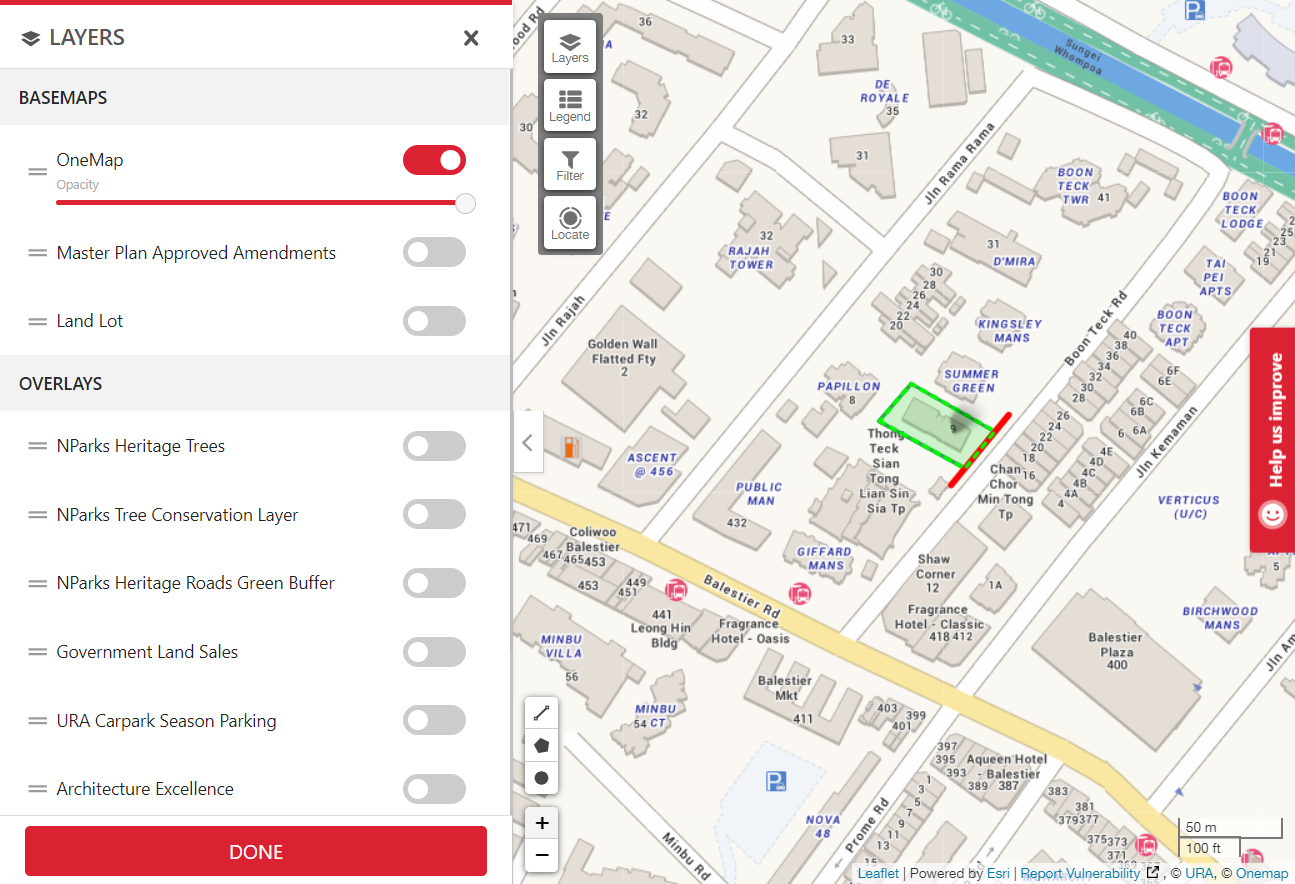 LAYERS
BASEMAPS
OneMap
Opacity
Master Plan Approved Amendments
Land Lot
OVERLAYS
NParks Heritage Trees
NParks Tree Conservation Layer
NParks Heritage Roads Green Buffer
Government Land Sales
URA Carpark Season Parking
Architecture Excellence
DONE
Layers
Legend
Filter
Locate
36
32
30
33
DE
ROYALE
35
31
Sungei
Whompoa
Jln Rama Rama
BOON
TECK
TWR
41
BOON
TECK
LODGE
25
23
21
19
TAI
PEI
APTS
BOON
TECK
APT
32
RAJAH
TOWER
31
D'MIRA
30
28
26
24
22
20
KINGSLEY
MANS
Boon Teck Rd
Jln Rajah
Golden Wall
Flatted Fty
2
SUMMER
GREEN
PAPILLON
8
9
40
38
36
34
32
30
28
26
24
22
20
18
16
6F
6E
6C
6B
6A
6
4E
4D
4C
4B
4A
4
Jln Kemaman
Thong
Teck
Sian
Tong
Lian Sin
Sia Tp
Chan
Chor
Min Tong
Tp
ASCENT
@ 456
PUBLIC
MAN
432
VERTICUS
(U/C)
Help us improve
GIFFARD
MANS
471
469
467
465
453
Coliwoo
Balestier
453
449
451
Balestier Rd
441
Leong Hin
Bldg
Fragrance
Hotel - Oasis
Shaw
Corner
12
1A
Fragrance
Hotel - Classic
418 412
5
BIRCHWOOD
MANS
Balestier
Plaza
400
MINBU
VILLA
56
MINBU
54 CT
Balestier
Mkt
411
403
399
401
397
395
393
Aqueen Hotel
- Balestier
389 387
383
381
379
377
375
373
371
1
3
5
7
9
11
13
15
NOVA
48
Prome Rd
Minbu Rd
50 m
100 ft
Leaflet | Powered by Esri | Report Vulnerability , © URA, © Onemap